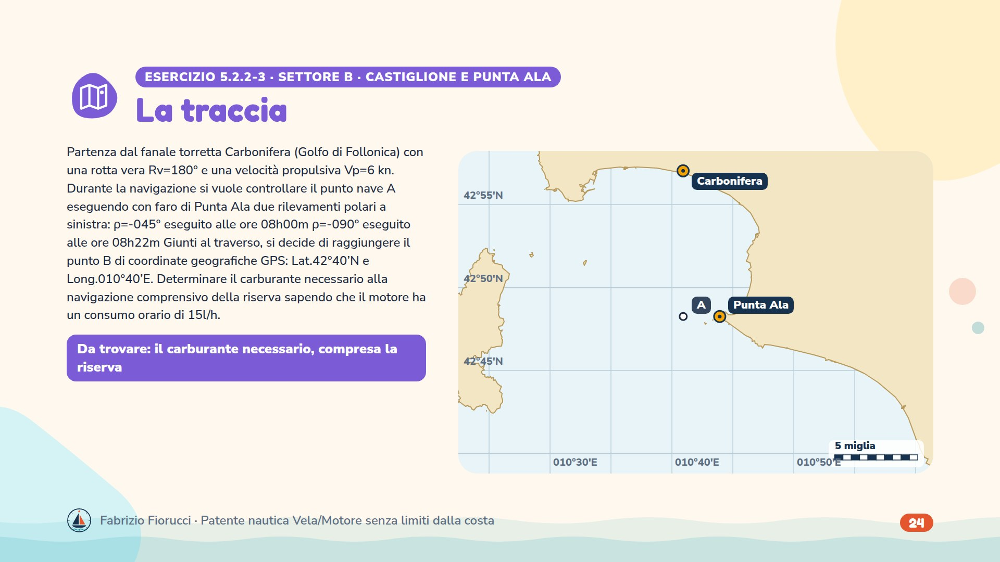 ESERCIZIO 5.2.2-3 · SETTORE B · CASTIGLIONE E PUNTA ALA
La traccia
Partenza dal fanale torretta Carbonifera (Golfo di Follonica) con
una rotta vera Rv=180° e una velocità propulsiva Vp=6 kn.
Durante la navigazione si vuole controllare il punto nave A
eseguendo con faro di Punta Ala due rilevamenti polari a
sinistra: ρ=-045° eseguito alle ore 08h00m ρ=-090° eseguito
alle ore 08h22m Giunti al traverso, si decide di raggiungere il
punto B di coordinate geografiche GPS: Lat.42°40’N e
Long.010°40’E. Determinare il carburante necessario alla
navigazione comprensivo della riserva sapendo che il motore ha
un consumo orario di 15l/h.
Da trovare: il carburante necessario, compresa la
riserva
Carbonifera
42°55'N
42°50'N
A
Punta Ala
42°45'N
5 miglia
010°30'E
010°40'E
010°50'E
Fabrizio Fiorucci · Patente nautica Vela/Motore senza limiti dalla costa
24